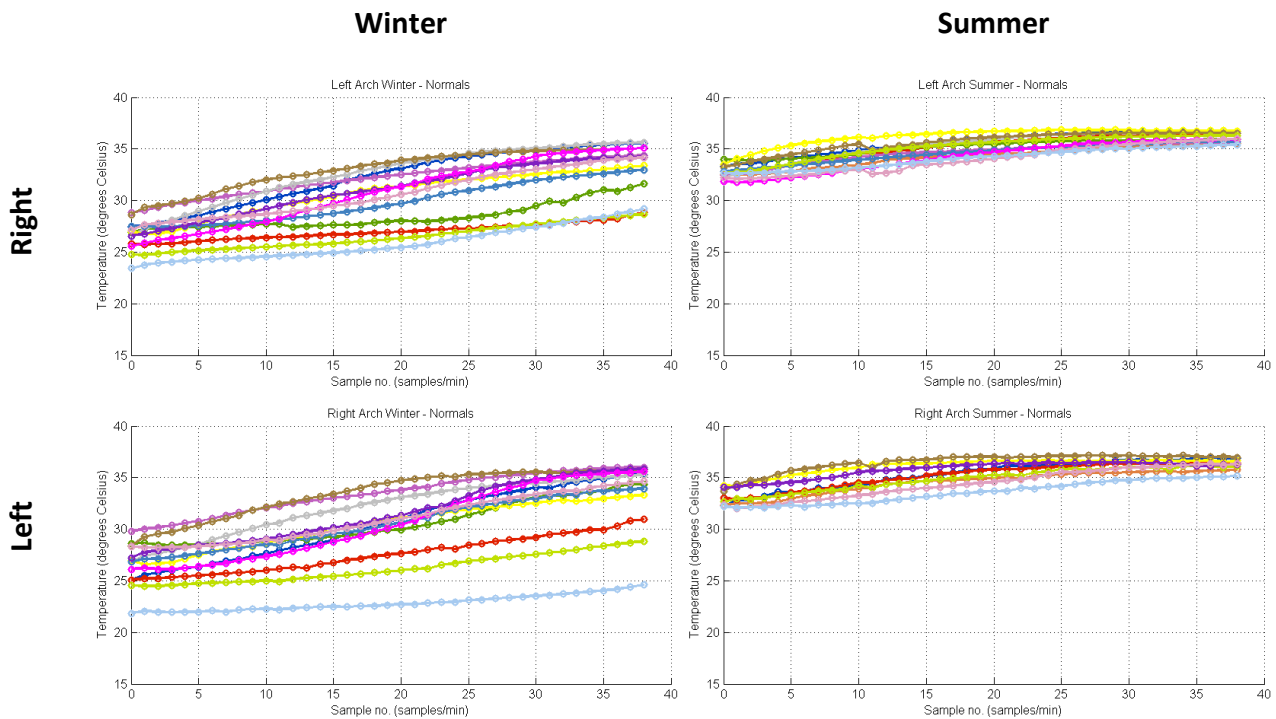 Winter
Summer
Right
Left Arch Winter - Normals
Temperature (degrees Celsius)
40
35
30
25
20
15
0 5 10 15 20 25 30 35 40
Sample no. (samples/min)
Left Arch Summer - Normals
Temperature (degrees Celsius)
40
35
30
25
20
15
0 5 10 15 20 25 30 35 40
Sample no. (samples/min)
Left
Right Arch Winter - Normals
Temperature (degrees Celsius)
40
35
30
25
20
15
0 5 10 15 20 25 30 35 40
Sample no. (samples/min)
Right Arch Summer - Normals
Temperature (degrees Celsius)
40
35
30
25
20
15
0 5 10 15 20 25 30 35 40
Sample no. (samples/min)